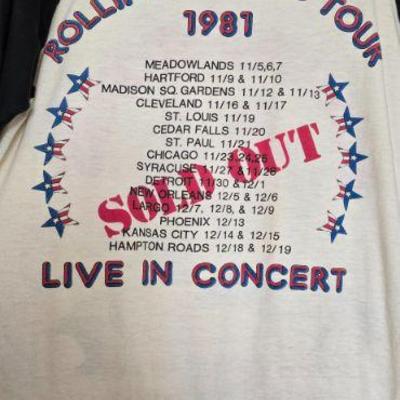 ROLLI TOUR
1981
MEADOWLANDS 11/5,6,7
HARTFORD 11/9 & 11/10
MADISON SQ. GARDENS 11/12 & 11/13
CLEVELAND 11/16 & 11/17
ST. LOUIS 11/19
CEDAR FALLS 11/20
ST. PAUL 11/21
CHICAGO 11/23,24,25
SYRACUSE 11/27 & 11/28
DETROIT 11/30 & 12/1
NEW ORLEANS 12/5 & 12/6
LARGO 12/7, 12/8, & 12/9
PHOENIX 12/13
KANSAS CITY 12/14 & 12/15
HAMPTON ROADS 12/18 & 12/19
SOLD OUT
LIVE IN CONCERT